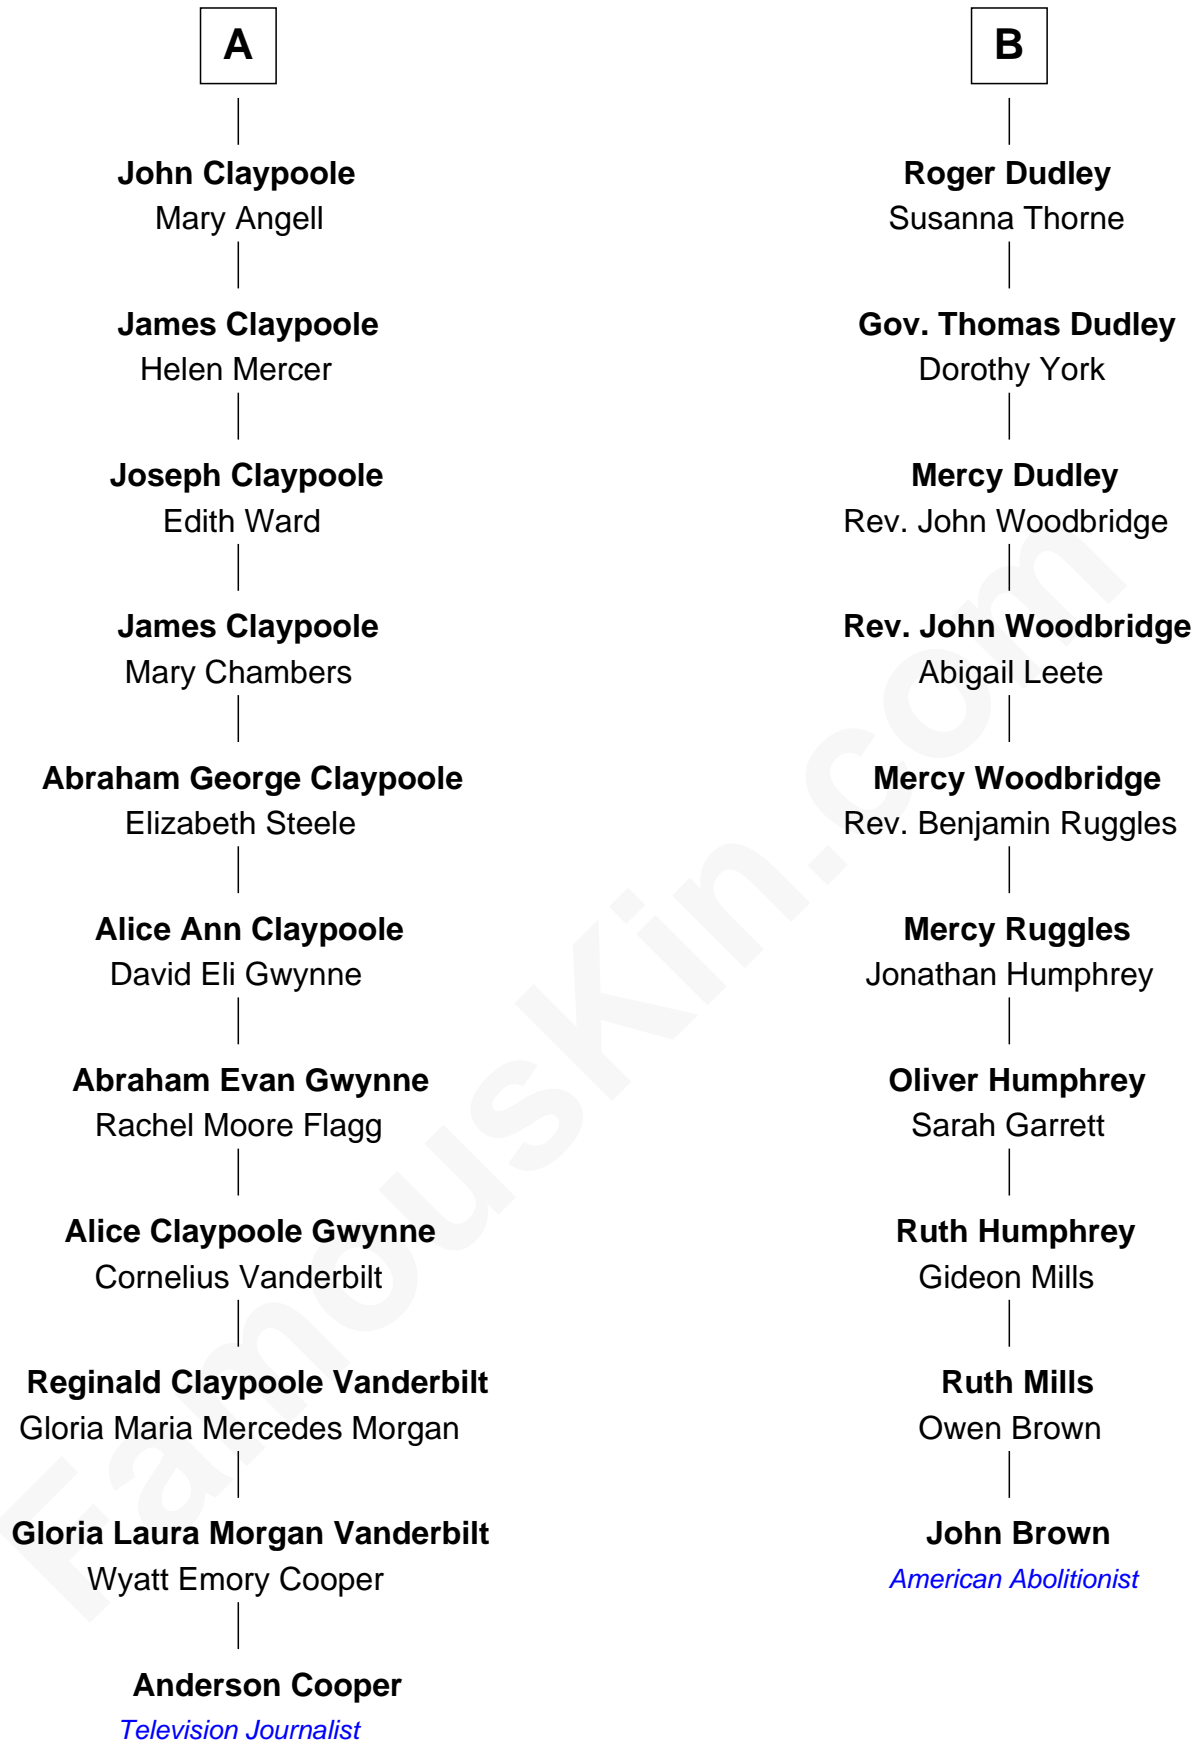 A
John Claypoole
Mary Angell
James Claypoole
Helen Mercer
Joseph Claypoole
Edith Ward
James Claypoole
Mary Chambers
Abraham George Claypoole
Elizabeth Steele
Alice Ann Claypoole
David Eli Gwynne
Abraham Evan Gwynne
Rachel Moore Flagg
Alice Claypoole Gwynne
Cornelius Vanderbilt
Reginald Claypoole Vanderbilt
Gloria Maria Mercedes Morgan
Gloria Laura Morgan Vanderbilt
Wyatt Emory Cooper
Anderson Cooper
Television Journalist
B
Roger Dudley
Susanna Thorne
Gov. Thomas Dudley
Dorothy York
Mercy Dudley
Rev. John Woodbridge
Rev. John Woodbridge
Abigail Leete
Mercy Woodbridge
Rev. Benjamin Ruggles
Mercy Ruggles
Jonathan Humphrey
Oliver Humphrey
Sarah Garrett
Ruth Humphrey
Gideon Mills
Ruth Mills
Owen Brown
John Brown
American Abolitionist
FamousKin.com